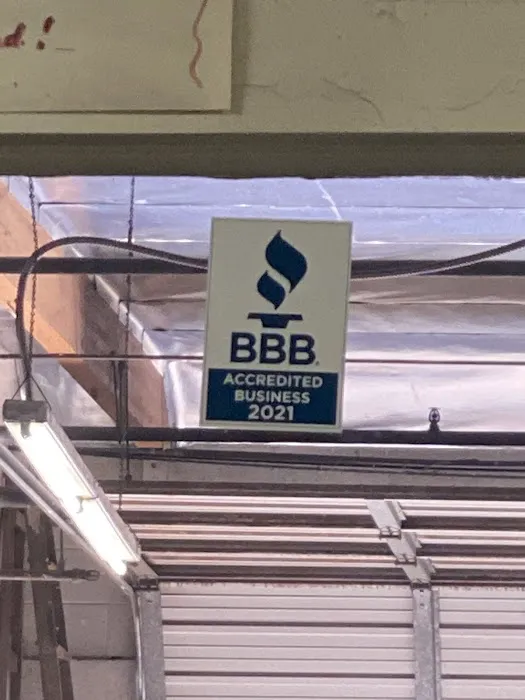 BBB.
ACCREDITED
BUSINESS
2021